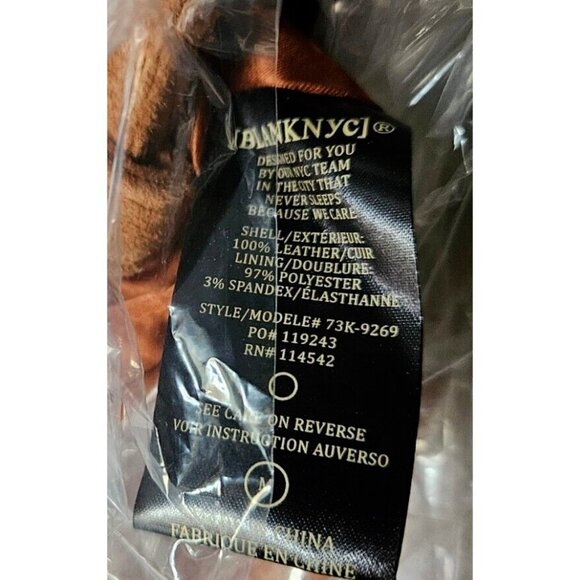 [BLANKNYC]®
DESIGNED FOR YOU
BY OUR NYC TEAM
IN THE CITY THAT
NEVER SLEEPS
BECAUSE WE CARE
SHELL/EXTÉRIEUR:
100% LEATHER/CUIR
LINING/DOUBLURE:
97% POLYESTER
3% SPANDEX/ÉLASTHANNE
STYLE/MODELE# 73K-9269
PO# 119243
RN# 114542
SEE CARE ON REVERSE
VOIR INSTRUCTION AUVERSO
M
IN CHINA
FABRIQUE EN CHINE